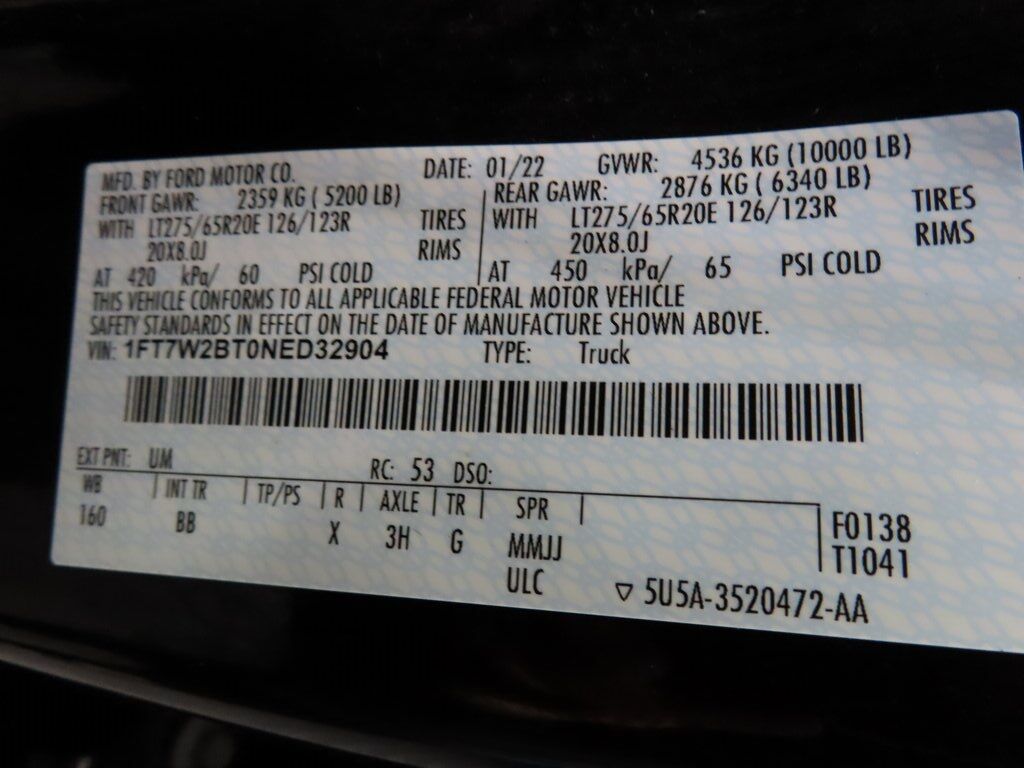 MFD. BY FORD MOTOR CO. DATE: 01/22 GVWR: 4536 KG (10000 LB)
FRONT GAWR: 2359 KG ( 5200 LB) REAR GAWR: 2876 KG ( 6340 LB)
WITH LT275/65R20E 126/123R TIRES WITH LT275/65R20E 126/123R TIRES
20X8.0J RIMS 20X8.0J RIMS
AT 420 kPa/ 60 PSI COLD AT 450 kPa/ 65 PSI COLD
THIS VEHICLE CONFORMS TO ALL APPLICABLE FEDERAL MOTOR VEHICLE
SAFETY STANDARDS IN EFFECT ON THE DATE OF MANUFACTURE SHOWN ABOVE.
VIN: 1FT7W2BT0NED32904 TYPE: Truck
EXT PNT: UM RC: 53 DSO:
WB INT TR TP/PS R AXLE TR SPR
160 BB X 3H G MMJJ
ULC
F0138
T1041
▽ 5U5A-3520472-AA